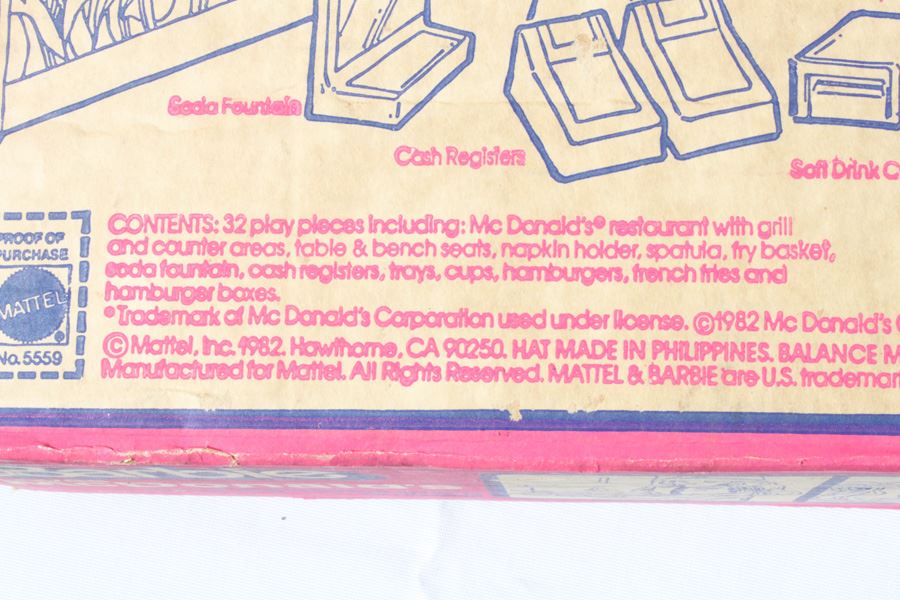 Soda Fountain
Cash Registers
Soft Drink
CONTENTS: 32 play pieces including: Mc Donald's® restaurant with grill
and counter areas, table & bench seats, napkin holder, spatula, fry basket,
soda fountain, cash registers, trays, cups, hamburgers, french fries and
hamburger boxes.
®Trademark of Mc Donald's Corporation used under license. ©1982 Mc Donald's
©Mattel, Inc. 1982. Hawthorne, CA 90250. HAT MADE IN PHILIPPINES. BALANCE
Manufactured for Mattel. All Rights Reserved. MATTEL & BARBIE are U.S.
PROOF OF
PURCHASE
MATTEL
No. 5559